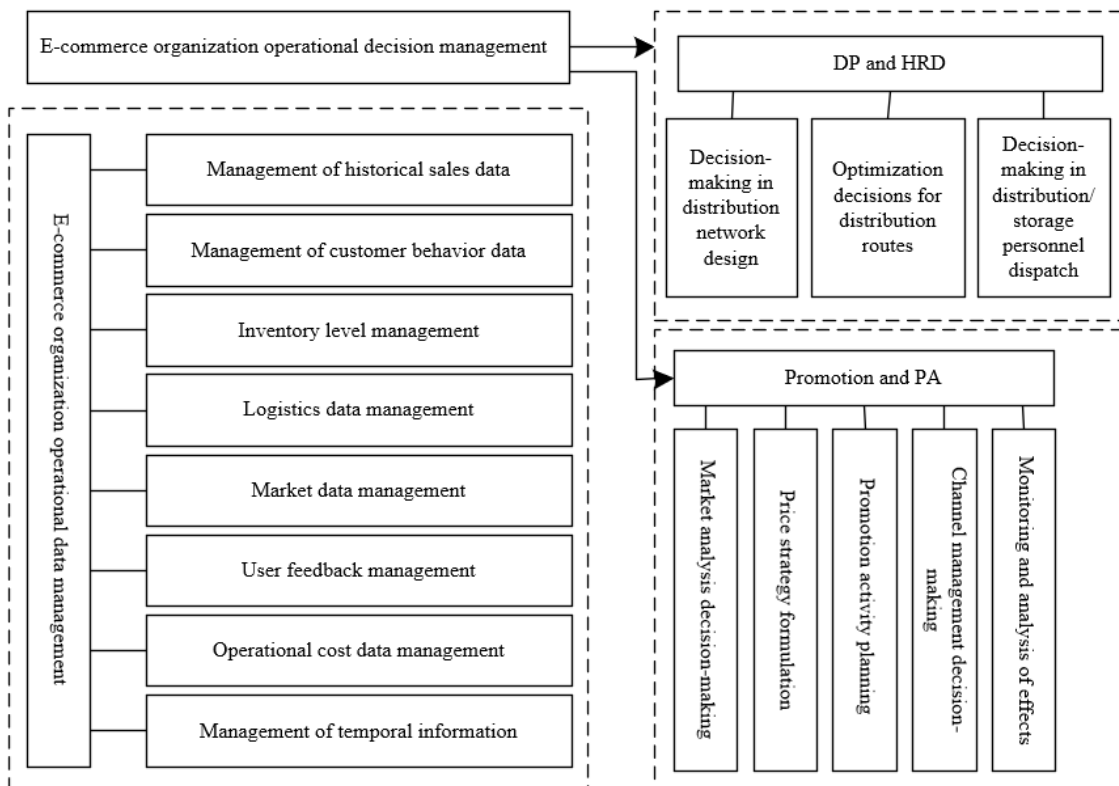 E-commerce organization operational decision management
E-commerce organization operational data management
Management of historical sales data
Management of customer behavior data
Inventory level management
Logistics data management
Market data management
User feedback management
Operational cost data management
Management of temporal information
DP and HRD
Decision-
making in
distribution
network
design
Optimization
decisions for
distribution
routes
Decision-
making in
distribution/
storage
personnel
dispatch
Promotion and PA
Market analysis decision-making
Price strategy formulation
Promotion activity planning
Channel management decision-
making
Monitoring and analysis of effects